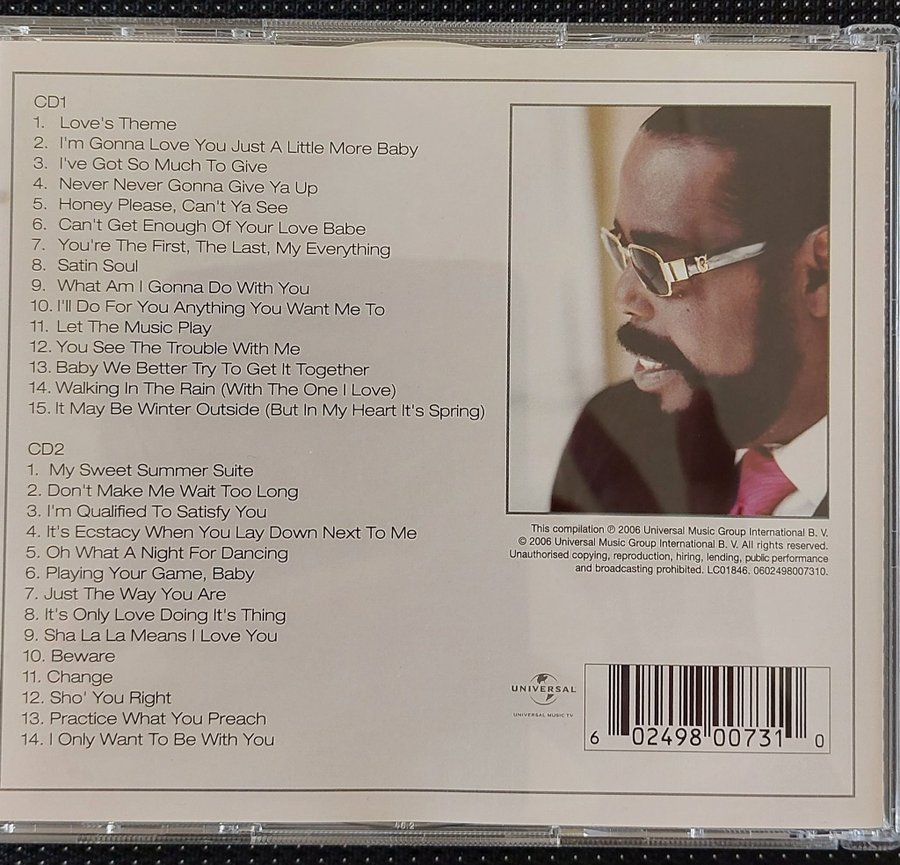 CD1
1. Love's Theme
2. I'm Gonna Love You Just A Little More Baby
3. I've Got So Much To Give
4. Never Never Gonna Give Ya Up
5. Honey Please, Can't Ya See
6. Can't Get Enough Of Your Love Babe
7. You're The First, The Last, My Everything
8. Satin Soul
9. What Am I Gonna Do With You
10. I'll Do For You Anything You Want Me To
11. Let The Music Play
12. You See The Trouble With Me
13. Baby We Better Try To Get It Together
14. Walking In The Rain (With The One I Love)
15. It May Be Winter Outside (But In My Heart It's Spring)
CD2
1. My Sweet Summer Suite
2. Don't Make Me Wait Too Long
3. I'm Qualified To Satisfy You
4. It's Ecstacy When You Lay Down Next To Me
5. Oh What A Night For Dancing
6. Playing Your Game, Baby
7. Just The Way You Are
8. It's Only Love Doing It's Thing
9. Sha La La Means I Love You
10. Beware
11. Change
12. Sho' You Right
13. Practice What You Preach
14. I Only Want To Be With You
This compilation ℗ 2006 Universal Music Group International B. V.
© 2006 Universal Music Group International B. V. All rights reserved.
Unauthorised copying, reproduction, hiring, lending, public performance
and broadcasting prohibited. LC01846. 0602498007310.
UNIVERSAL
UNIVERSAL MUSIC TV
6 02498 00731 0